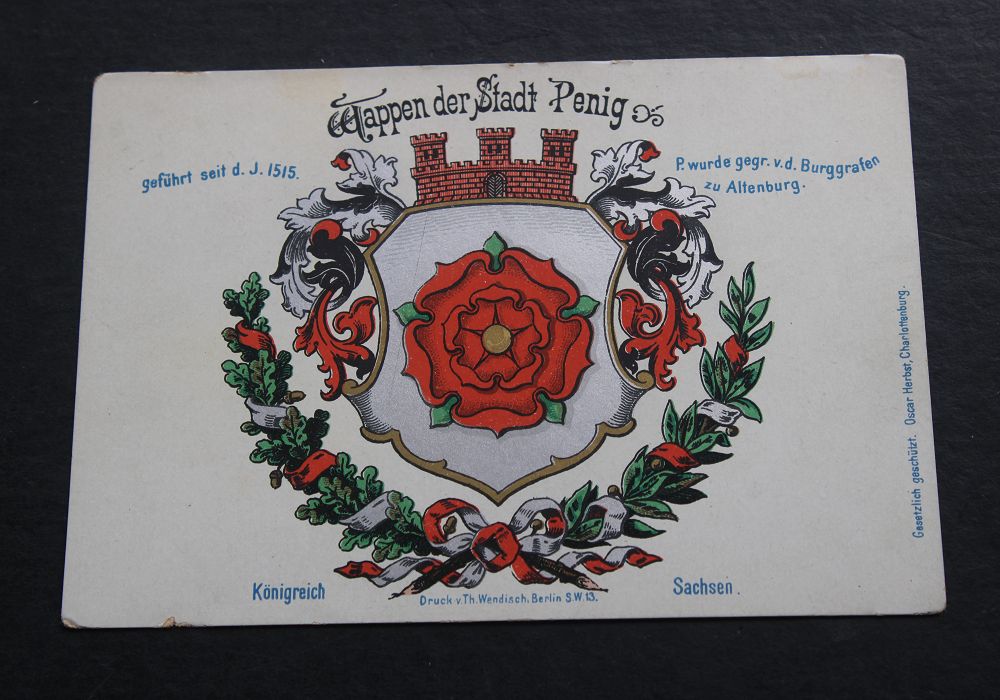 Wappen der Stadt Penig
geführt seit d. J. 1515.
P. wurde gegr. v. d. Burggrafen
zu Altenburg.
Gesetzlich geschützt. Oscar Herbst, Charlottenburg.
Königreich
Sachsen.
Druck v. Th. Wendisch, Berlin S.W. 13.